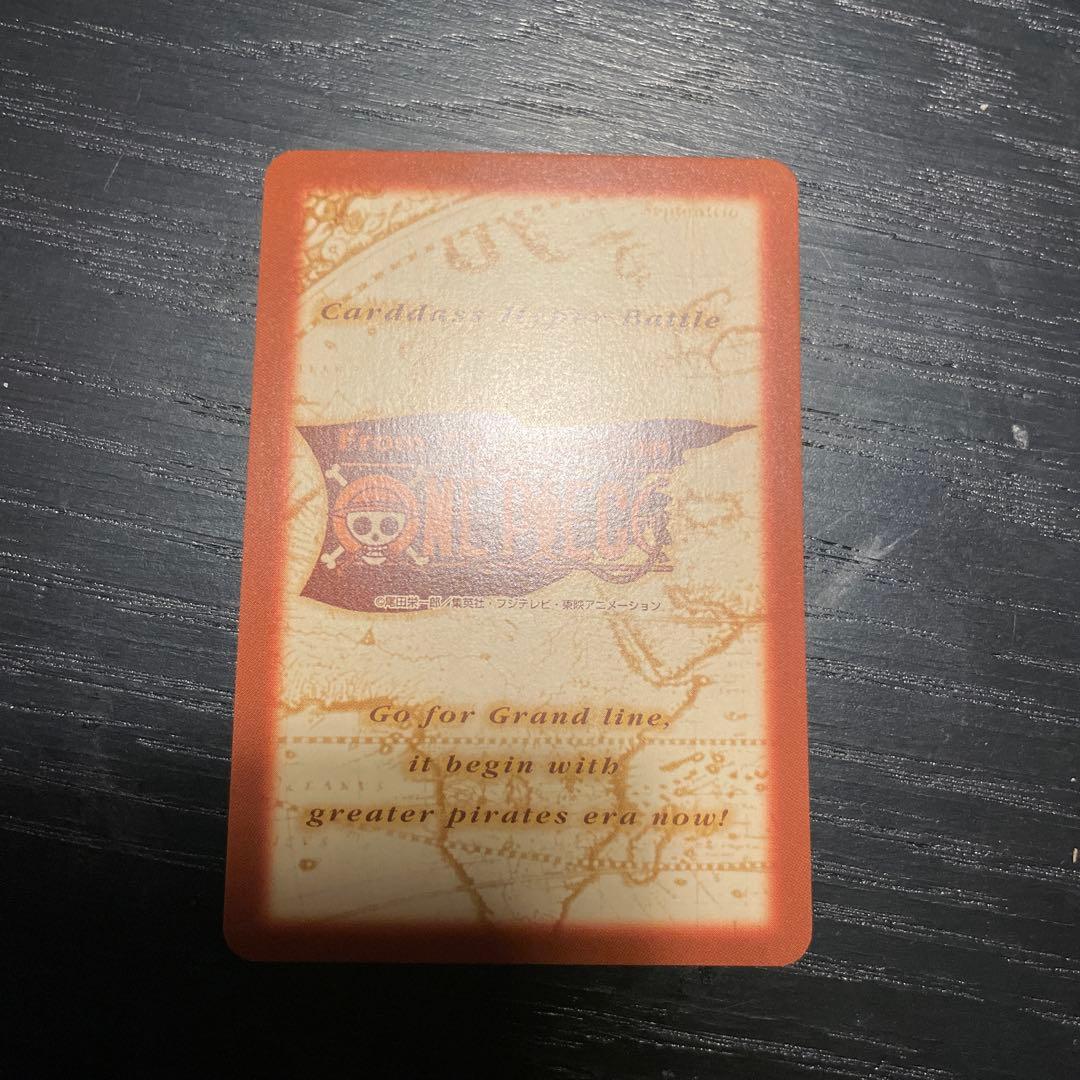 Carddass Hyper Battle
From
ONE PIECE
©尾田栄一郎/集英社・フジテレビ・東映アニメーション
Go for Grand line,
it begin with
greater pirates era now!